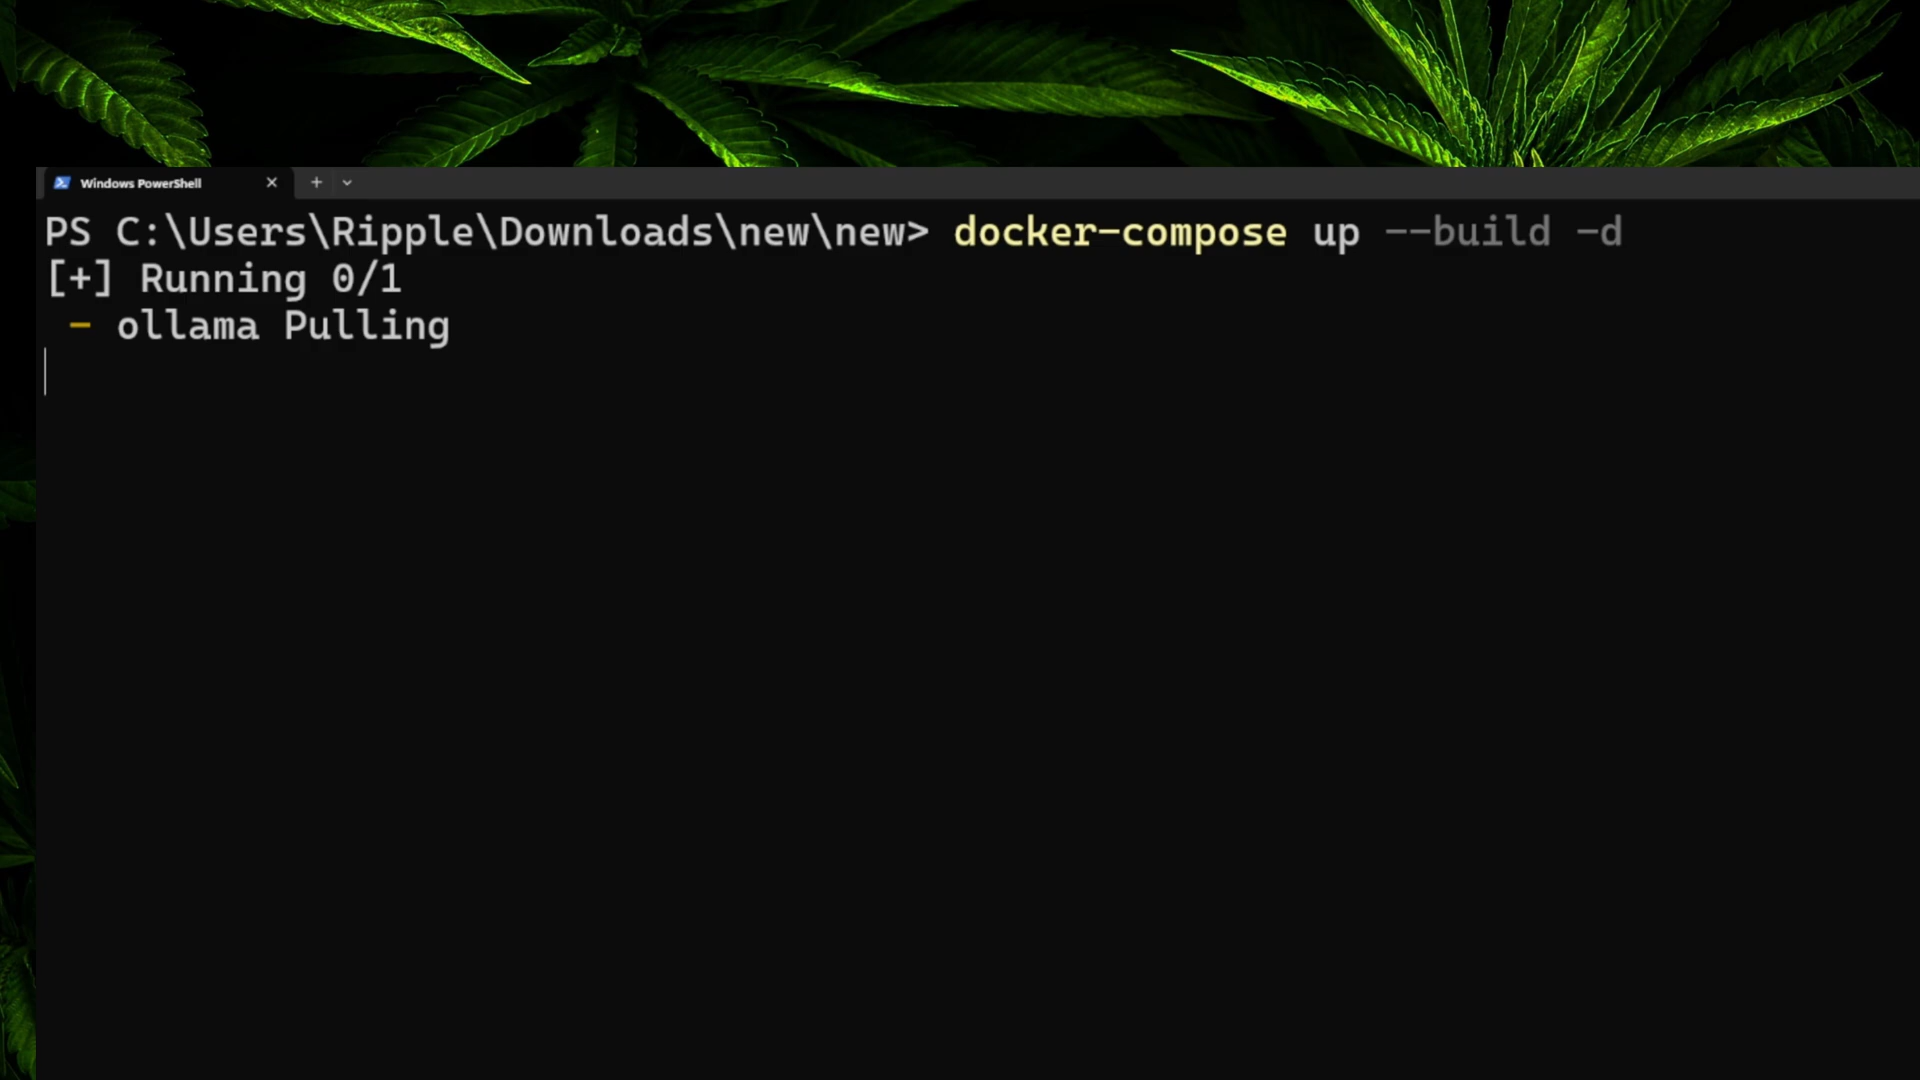 Windows PowerShell
PS C:\Users\Ripple\Downloads\new\new> docker-compose up --build -d
[+] Running 0/1
- ollama Pulling